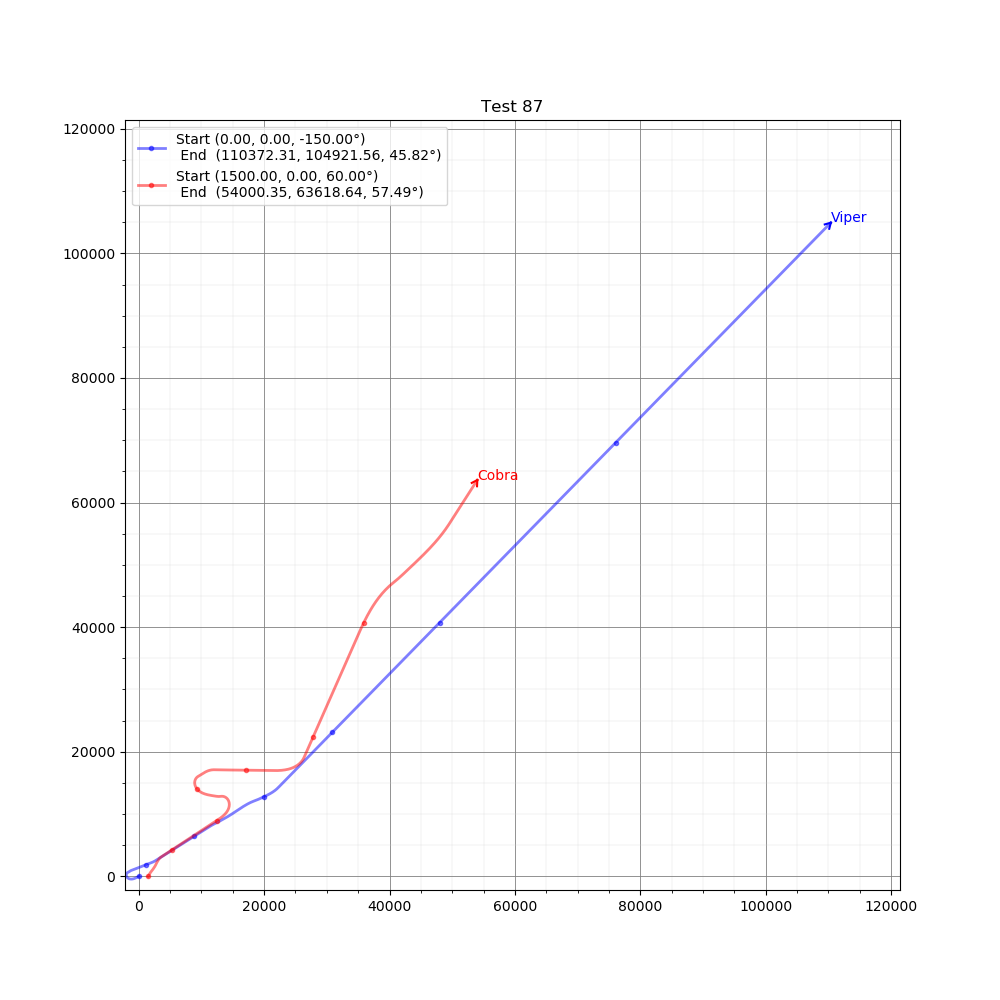 Test 87
Start (0.00, 0.00, -150.00°)
End (110372.31, 104921.56, 45.82°)
Start (1500.00, 0.00, 60.00°)
End (54000.35, 63618.64, 57.49°)
120000
100000
80000
60000
40000
20000
0
Viper
Cobra
0 20000 40000 60000 80000 100000 120000